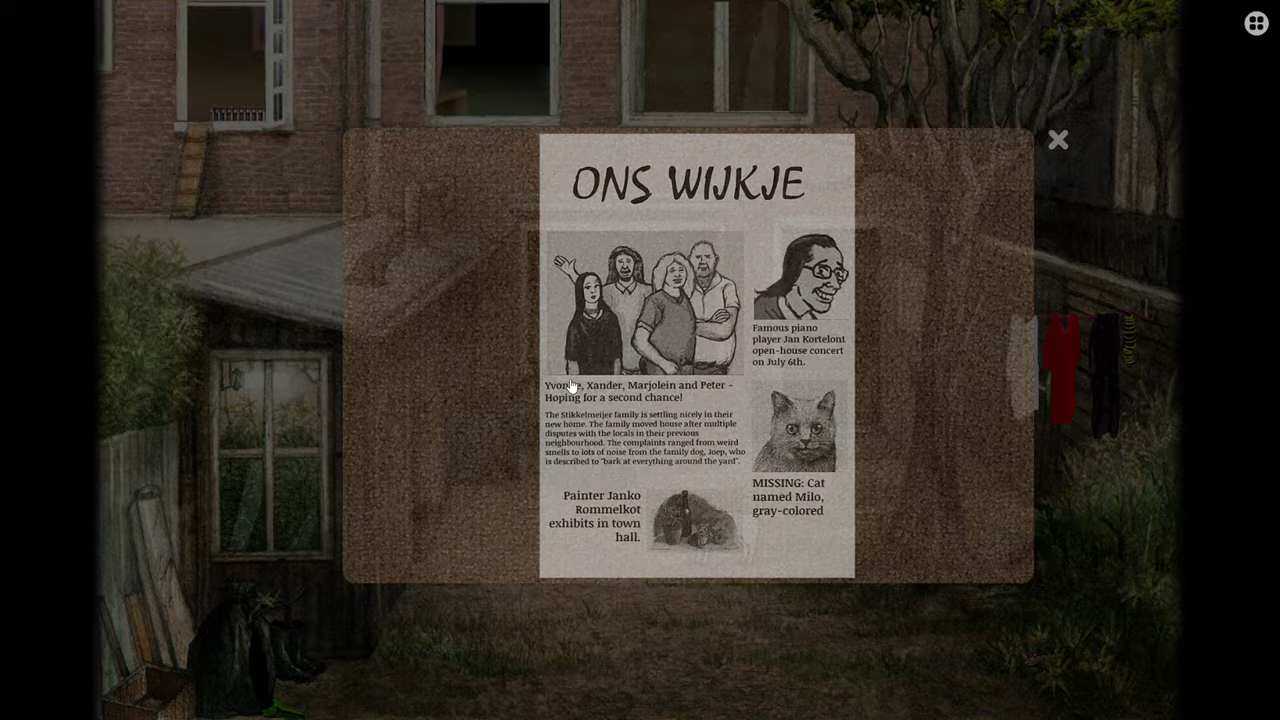 ONS WIJKJE
Yvonne, Xander, Marjolein and Peter -
Hoping for a second chance!
The Stikkelmeijer family is settling nicely in their
new home. The family moved house after multiple
disputes with the locals in their previous
neighbourhood. The complaints ranged from weird
smells to lots of noise from the family dog, Joep, who
is described to "bark at everything around the yard".
Painter Janko
Rommelkot
exhibits in town
hall.
Famous piano
player Jan Kortelont
open-house concert
on July 6th.
MISSING: Cat
named Milo,
gray-colored